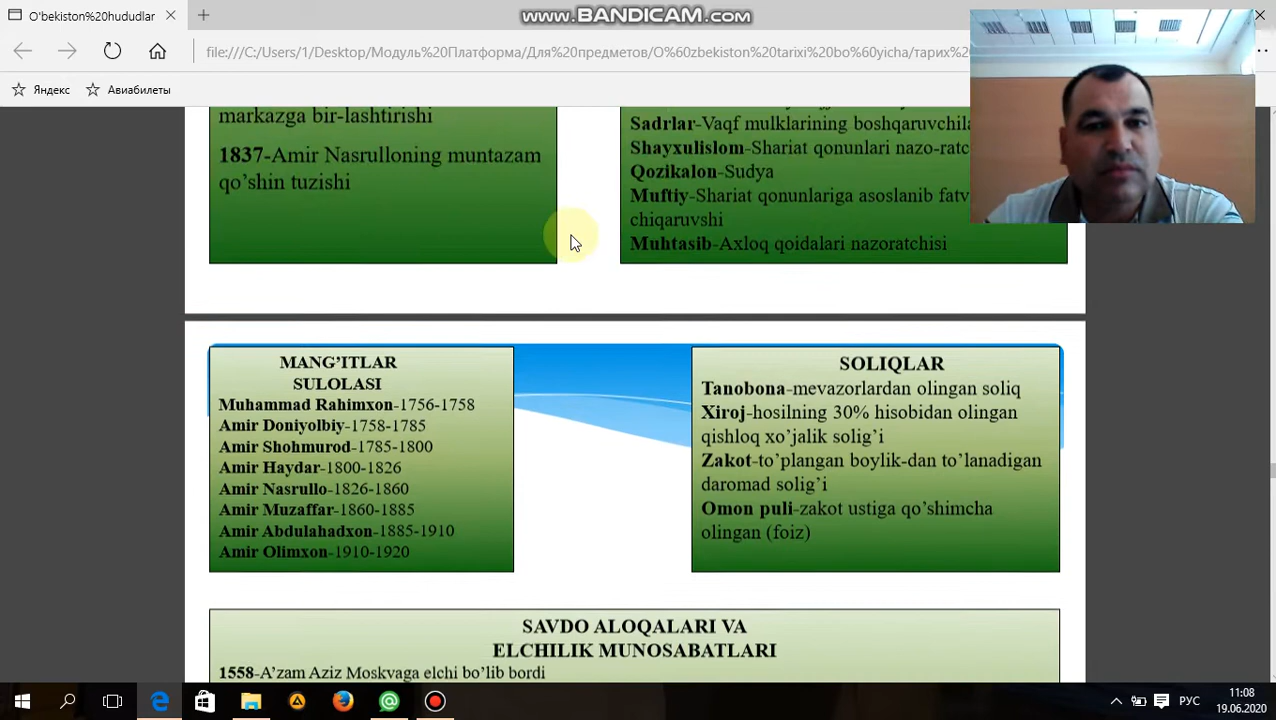 www.BANDICAM.com
O'bekiston%20hududlar
file:///C:/Users/1/Desktop/Модуль%20Платформа/Для%20предметов/O%60zbekiston%20tarixi%20bo%60yicha/тарих%20
Яндекс
Авиабилеты
markazga bir-lashtirishi
1837-Amir Nasrulloning muntazam
qo’shin tuzishi
Sadrlar-Vaqf mulklarining boshqaruvchila
Shayxulislom-Shariat qonunlari nazo-ratc
Qozikalon-Sudya
Muftiy-Shariat qonunlariga asoslanib fatv
chiqaruvshi
Muhtasib-Axloq qoidalari nazoratchisi
MANG’ITLAR
SULOLASI
Muhammad Rahimxon-1756-1758
Amir Doniyolbiy-1758-1785
Amir Shohmurod-1785-1800
Amir Haydar-1800-1826
Amir Nasrullo-1826-1860
Amir Muzaffar-1860-1885
Amir Abdulahadxon-1885-1910
Amir Olimxon-1910-1920
SOLIQLAR
Tanobona-mevazorlardan olingan soliq
Xiroj-hosilning 30% hisobidan olingan
qishloq xo’jalik solig’i
Zakot-to’plangan boylik-dan to’lanadigan
daromad solig’i
Omon puli-zakot ustiga qo’shimcha
olingan (foiz)
SAVDO ALOQALARI VA
ELCHILIK MUNOSABATLARI
1558-A’zam Aziz Moskvaga elchi bo’lib bordi
РУС
11:08
19.06.2020